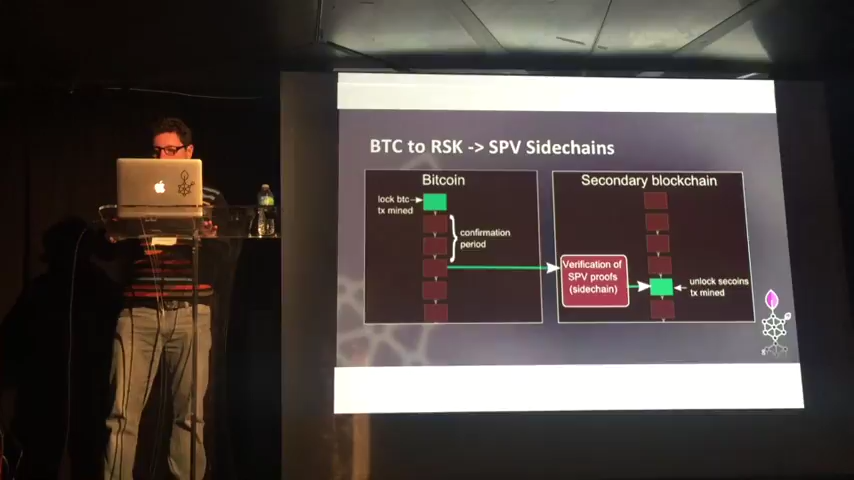 BTC to RSK -> SPV Sidechains
Bitcoin
lock btc
tx mined
confirmation
period
Secondary blockchain
Verification of
SPV proofs
(sidechain)
unlock secoins
tx mined